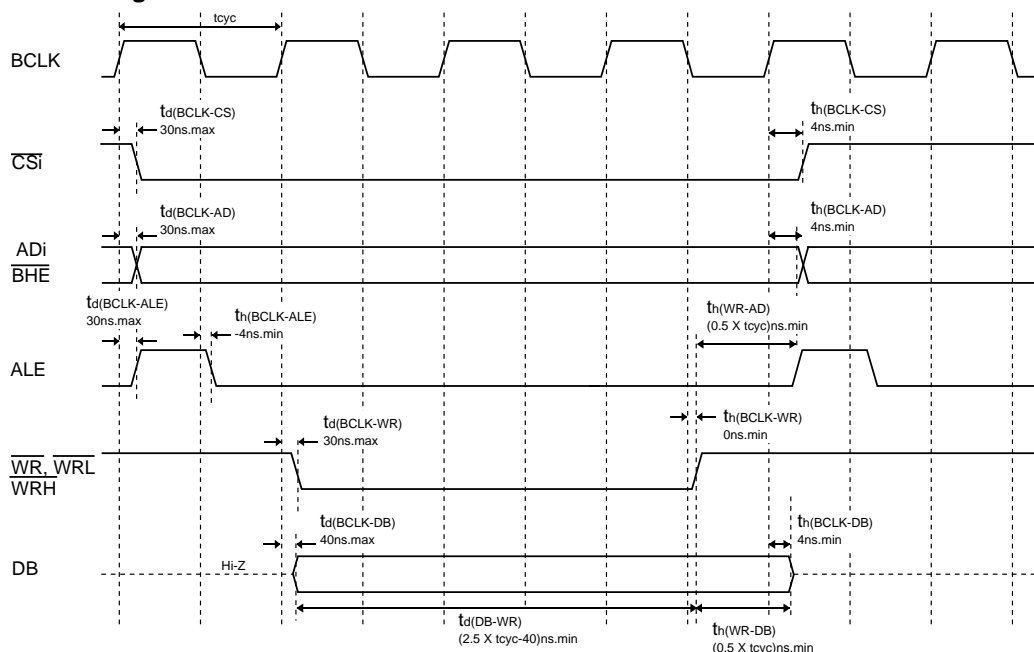 tcyc
BCLK
td(BCLK-CS)
30ns.max
th(BCLK-CS)
4ns.min
CSi
td(BCLK-AD)
30ns.max
th(BCLK-AD)
4ns.min
ADi
BHE
td(BCLK-ALE)
30ns.max
th(BCLK-ALE)
-4ns.min
th(WR-AD)
(0.5 X tcyc)ns.min
ALE
td(BCLK-WR)
30ns.max
th(BCLK-WR)
0ns.min
WR, WRL
WRH
td(BCLK-DB)
40ns.max
th(BCLK-DB)
4ns.min
DB
Hi-Z
td(DB-WR)
(2.5 X tcyc-40)ns.min
th(WR-DB)
(0.5 X tcyc)ns.min